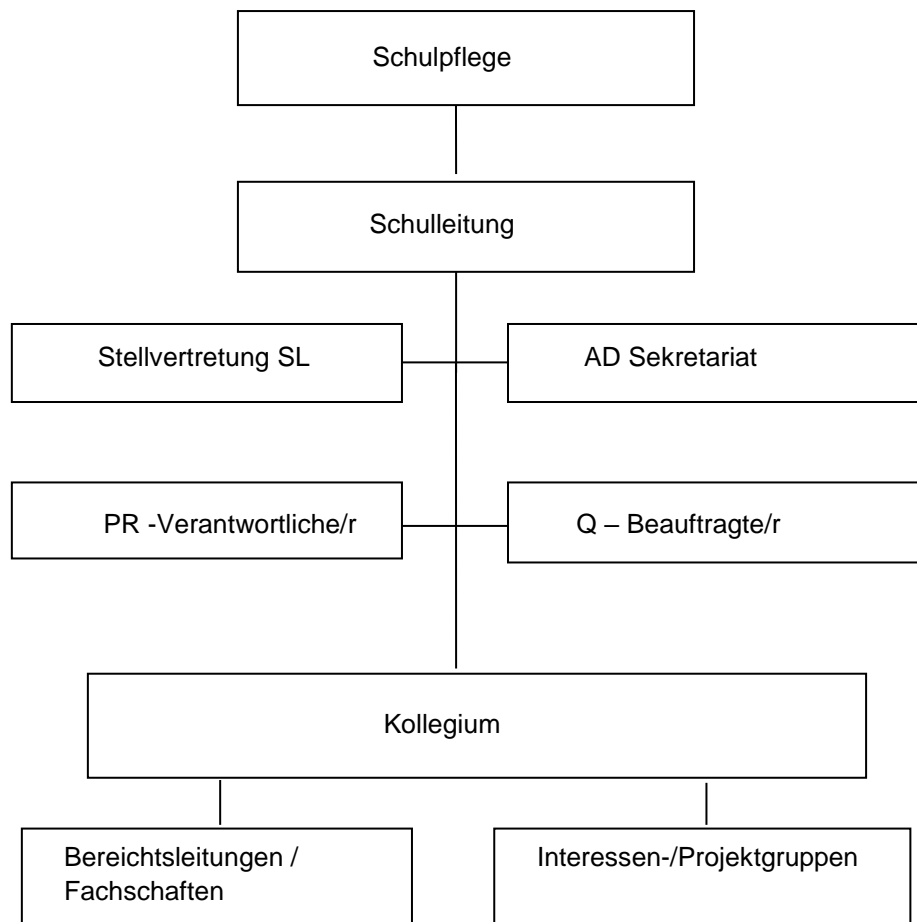 Schulpflege
Schulleitung
Stellvertretung SL
AD Sekretariat
PR -Verantwortliche/r
Q – Beauftragte/r
Kollegium
Bereichtsleitungen /
Fachschaften
Interessen-/Projektgruppen